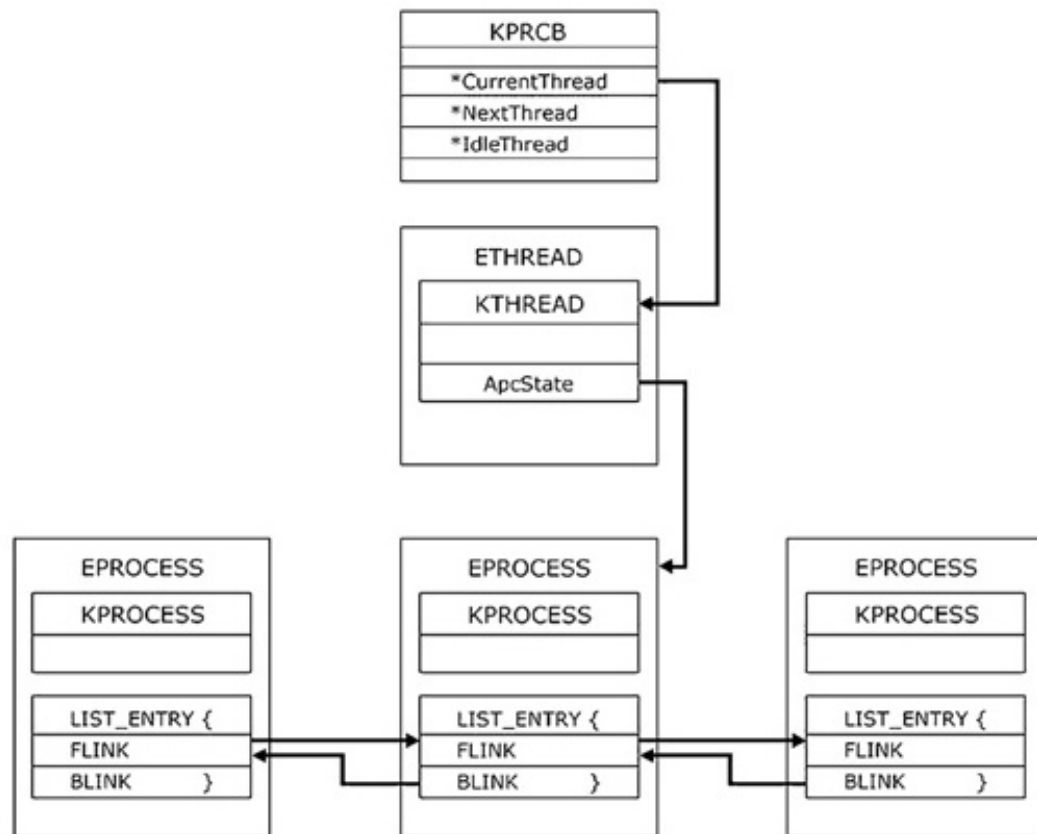 KPRCB
*CurrentThread
*NextThread
*IdleThread
ETHREAD
KTHREAD
ApcState
EPROCESS
KPROCESS
LIST_ENTRY {
FLINK
BLINK }
EPROCESS
KPROCESS
LIST_ENTRY {
FLINK
BLINK }
EPROCESS
KPROCESS
LIST_ENTRY {
FLINK
BLINK }